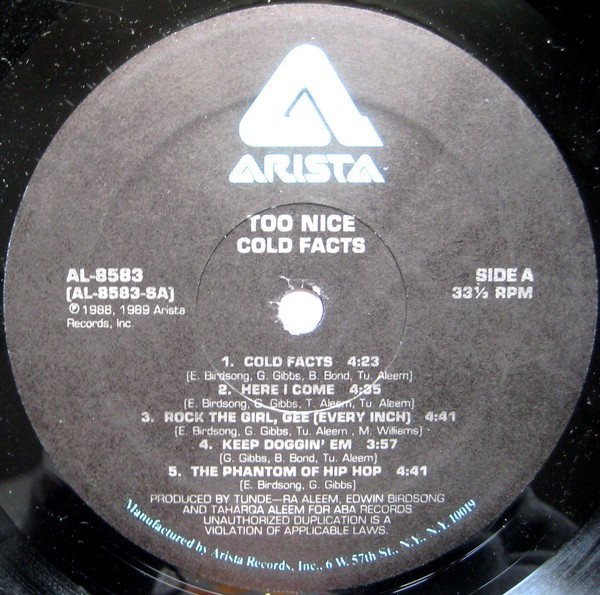 ARISTA
TOO NICE
COLD FACTS
AL-8583
(AL-8583-SA)
℗ 1988, 1989 Arista
Records, Inc.
SIDE A
33⅓ RPM
1. COLD FACTS 4:23
(E. Birdsong, G. Gibbs, B. Bond, Tu. Aleem)
2. HERE I COME 4:35
(E. Birdsong, G. Gibbs, T. Aleem, Tu. Aleem)
3. ROCK THE GIRL, GEE (EVERY INCH) 4:41
(E. Birdsong, G. Gibbs, Tu. Aleem , M. Williams)
4. KEEP DOGGIN' EM 3:57
(G. Gibbs, B. Bond, Tu. Aleem)
5. THE PHANTOM OF HIP HOP 4:41
(E. Birdsong, G. Gibbs)
PRODUCED BY TUNDE—RA ALEEM, EDWIN BIRDSONG
AND TAHARQA ALEEM FOR ABA RECORDS
UNAUTHORIZED DUPLICATION IS A
VIOLATION OF APPLICABLE LAWS.
Manufactured by Arista Records, Inc., 6 W. 57th St., N.Y., N.Y. 10019